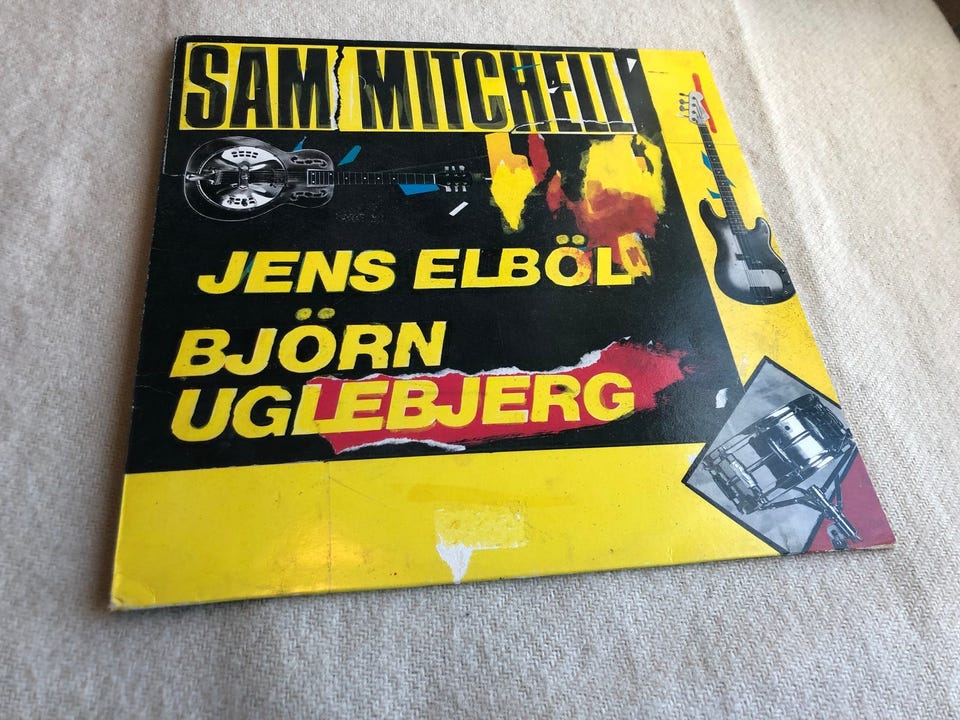 SAM MITCHELL
JENS ELBÖL
BJÖRN
UGLEBJERG